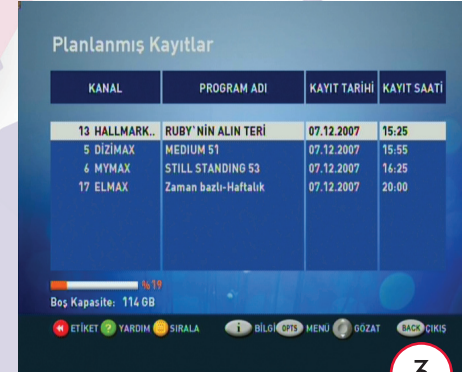 Planlanmış Kayıtlar
KANAL PROGRAM ADI KAYIT TARİHİ KAYIT SAATİ
13 HALLMARK.. RUBY'NİN ALIN TERİ 07.12.2007 15:25
5 DİZİMAX MEDIUM 51 07.12.2007 15:55
6 MYMAX STILL STANDING 53 07.12.2007 16:25
17 ELMAX Zaman bazlı-Haftalık 07.12.2007 20:00
%19
Boş Kapasite: 114 GB
ETİKET ? YARDIM SIRALA i BİLGİ OPTS MENÜ GÖZAT BACK ÇIKIŞ
3